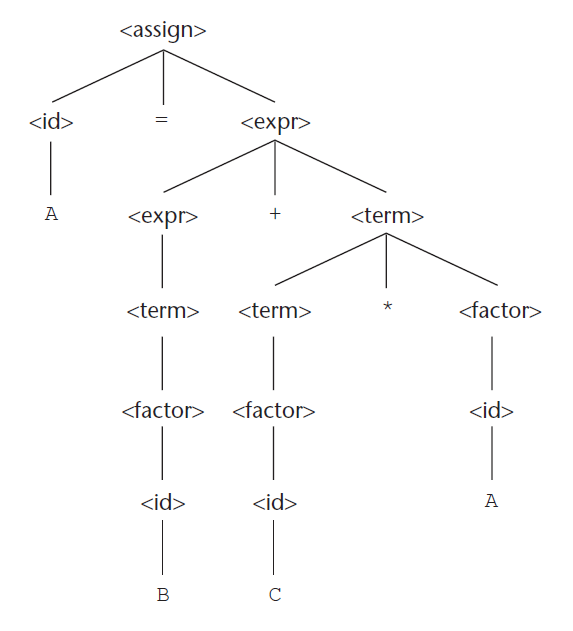 <assign>
<id> = <expr>
A <expr> + <term>
<term> <term> * <factor>
<factor> <factor> <id>
<id> <id> A
B C